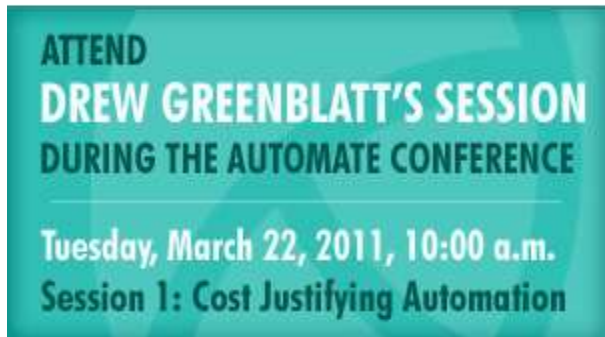 ATTEND
DREW GREENBLATT'S SESSION
DURING THE AUTOMATE CONFERENCE
Tuesday, March 22, 2011, 10:00 a.m.
Session 1: Cost Justifying Automation